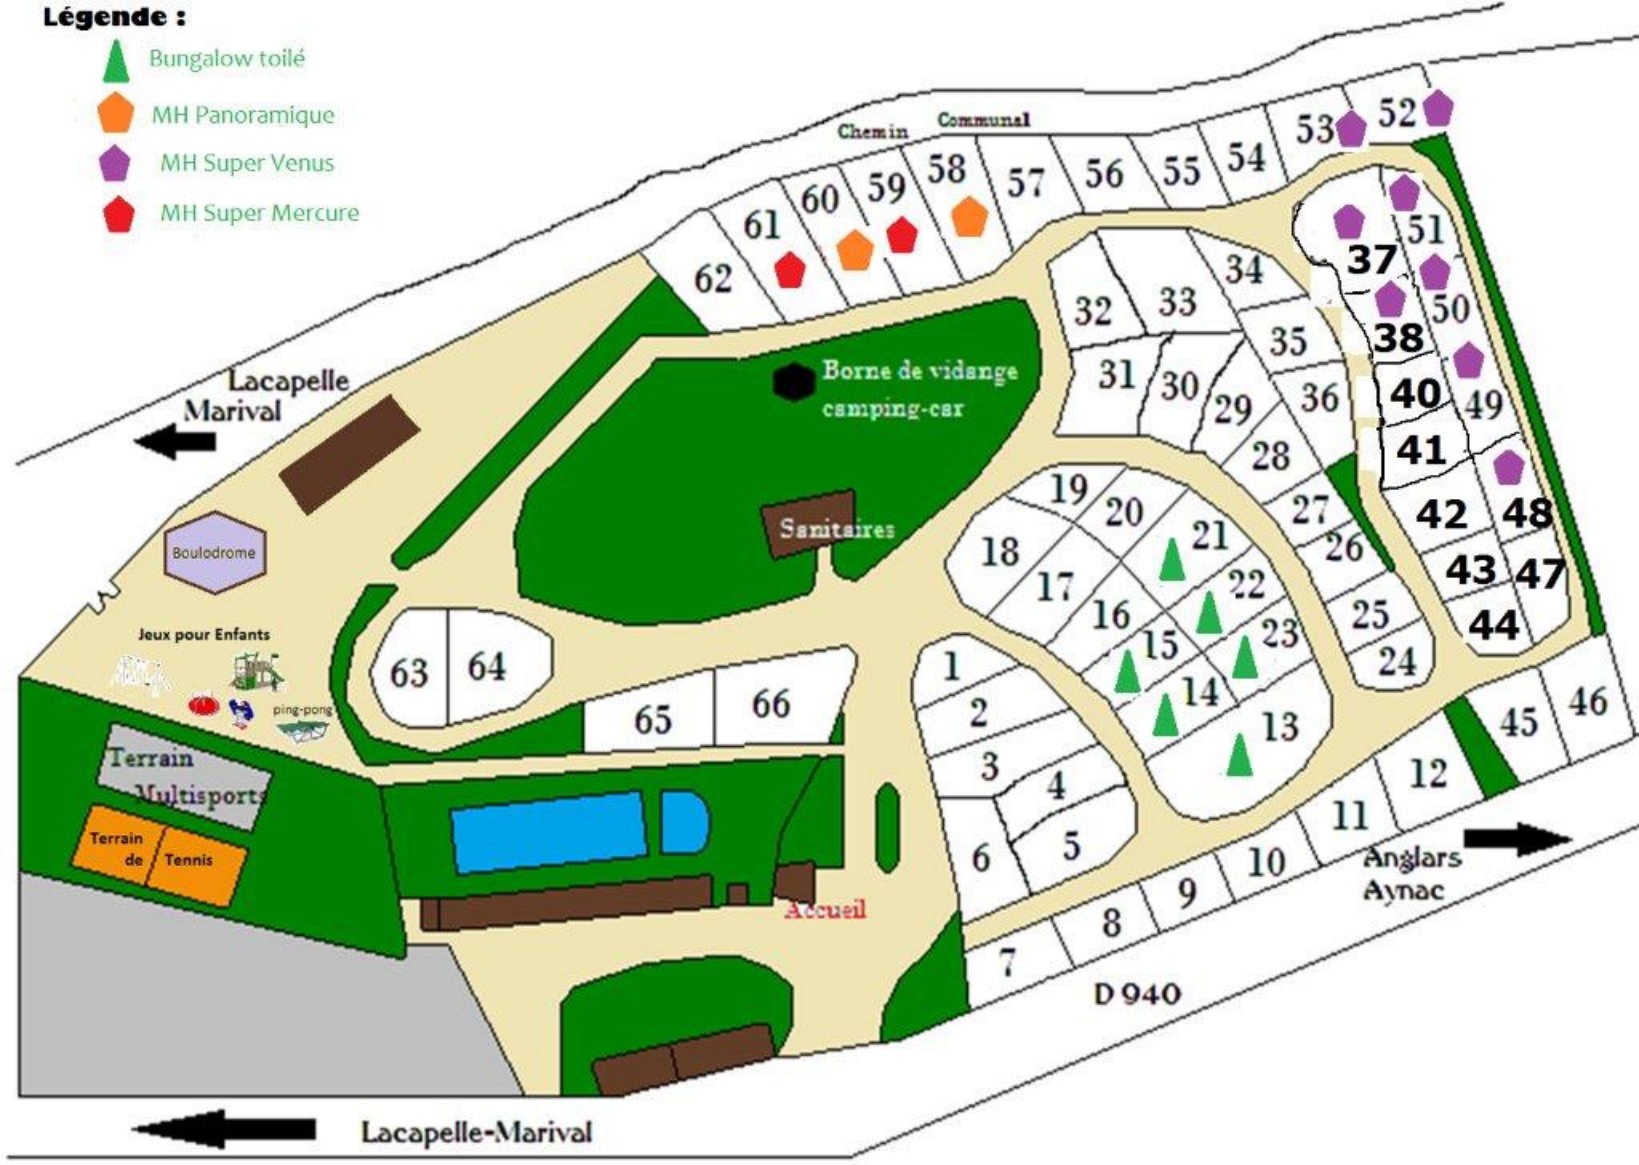 Légende :
Bungalow toilé
MH Panoramique
MH Super Venus
MH Super Mercure
Chemin Communal
52
53
54
55
56
57
58
59
60
61
62
51
37
50
38
34
32
33
35
31
30
29
36
40
49
41
28
Borne de vidange
camping-car
Lacapelle
Marival
Sanitaires
Boulodrome
19
20
21
27
26
42
48
43
47
44
18
17
16
15
22
23
14
13
25
24
Jeux pour Enfants
ping-pong
63
64
65
66
1
2
3
4
5
6
46
45
12
11
10
9
8
7
Terrain
Multisports
Terrain
de
Tennis
Accueil
Anglars
Aynac
D 940
Lacapelle-Marival